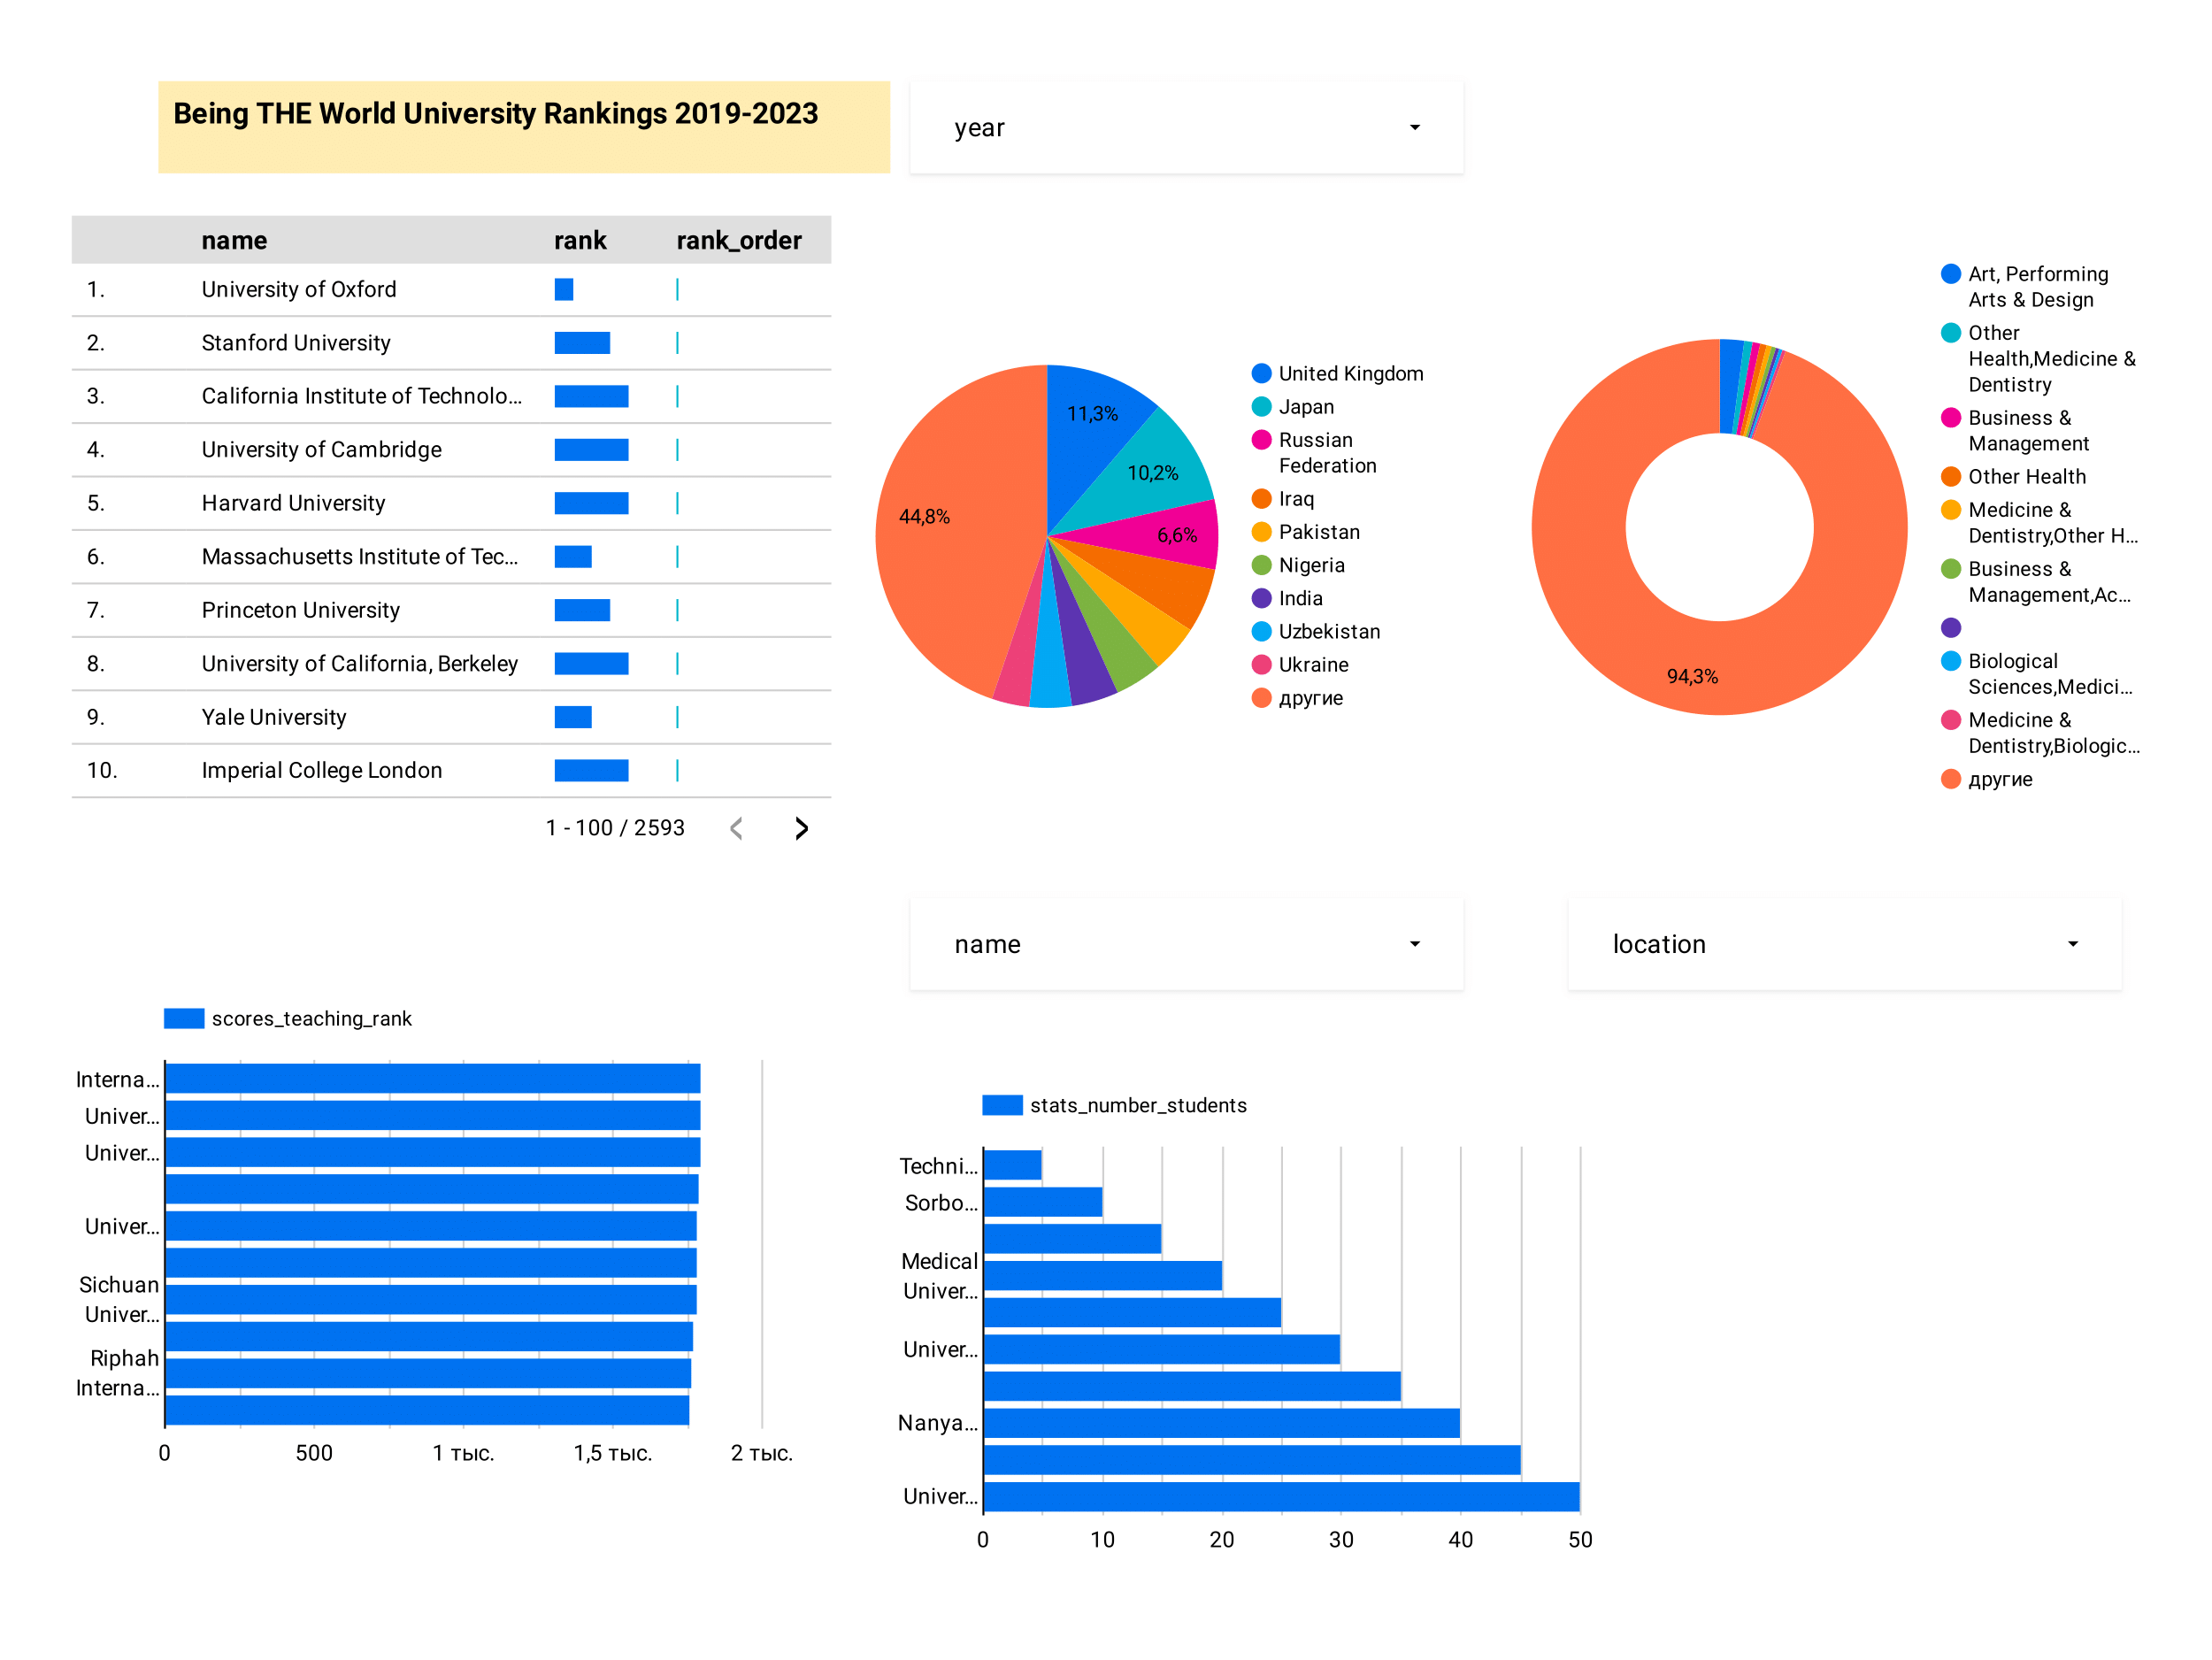 Being THE World University Rankings 2019-2023
year
name rank rank_order
1. University of Oxford
2. Stanford University
3. California Institute of Technolo...
4. University of Cambridge
5. Harvard University
6. Massachusetts Institute of Tec...
7. Princeton University
8. University of California, Berkeley
9. Yale University
10. Imperial College London
1 - 100 / 2593
11,3%
10,2%
6,6%
44,8%
United Kingdom
Japan
Russian
Federation
Iraq
Pakistan
Nigeria
India
Uzbekistan
Ukraine
другие
94,3%
Art, Performing
Arts & Design
Other
Health,Medicine &
Dentistry
Business &
Management
Other Health
Medicine &
Dentistry,Other H...
Business &
Management,Ac...
Biological
Sciences,Medici...
Medicine &
Dentistry,Biologic...
другие
name
location
scores_teaching_rank
Interna...
Univer...
Univer...
Univer...
Sichuan
Univer...
Riphah
Interna...
0 500 1 тыс. 1,5 тыс. 2 тыс.
stats_number_students
Techni...
Sorbo...
Medical
Univer...
Univer...
Nanya...
Univer...
0 10 20 30 40 50